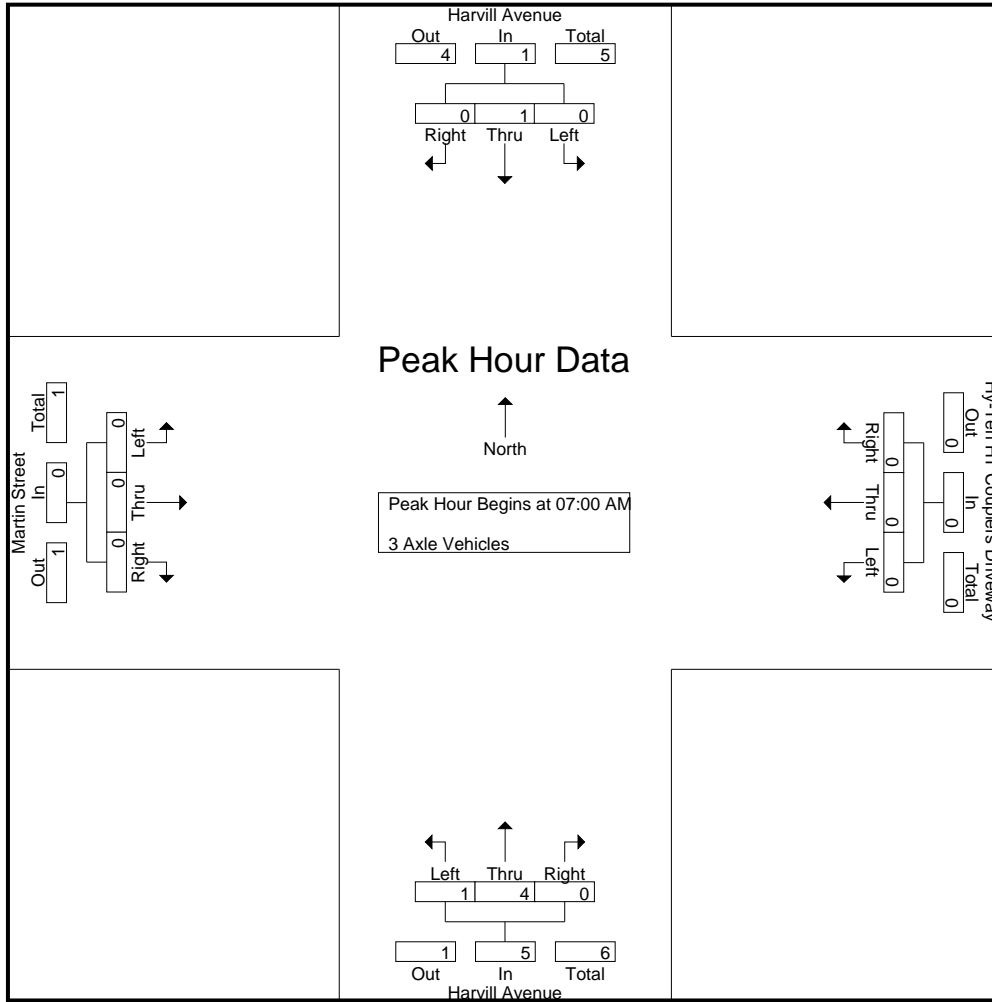 Harvill Avenue
Out In Total
4 1 5
0 1 0
Right Thru Left
Peak Hour Data
North
Peak Hour Begins at 07:00 AM
3 Axle Vehicles
Martin Street
Total In Out
1 0 1
0 0 0
Left Thru Right
Couplers Driveway
Out In Total
0 0 0
Right Thru Left
0 0 0
Left Thru Right
1 4 0
1 5 6
Out In Total
Harvill Avenue